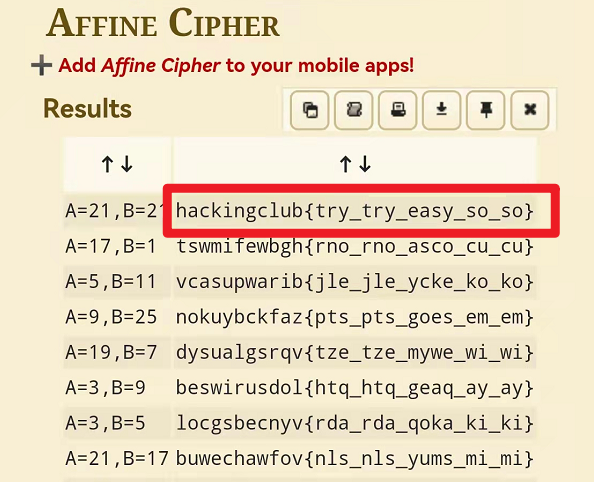 AFFINE CIPHER
➕ Add Affine Cipher to your mobile apps!
Results
↑↓ ↑↓
A=21,B=21 hackingclub{try_try_easy_so_so}
A=17,B=1 tswmifewbgh{rno_rno_asco_cu_cu}
A=5,B=11 vcasupwarib{jle_jle_ycke_ko_ko}
A=9,B=25 nokuybckfaz{pts_pts_goes_em_em}
A=19,B=7 dysualgsrqv{tze_tze_mywe_wi_wi}
A=3,B=9 beswirusdol{htq_htq_geaq_ay_ay}
A=3,B=5 locgsbecnyv{rda_rda_qoka_ki_ki}
A=21,B=17 buwechawfov{nls_nls_yums_mi_mi}